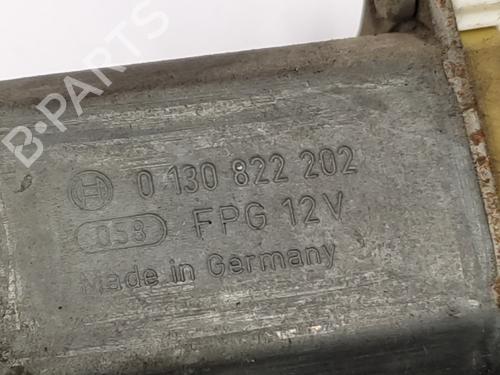 B-PARTS
0 130 822 202
058 FPG 12V
Made in Germany